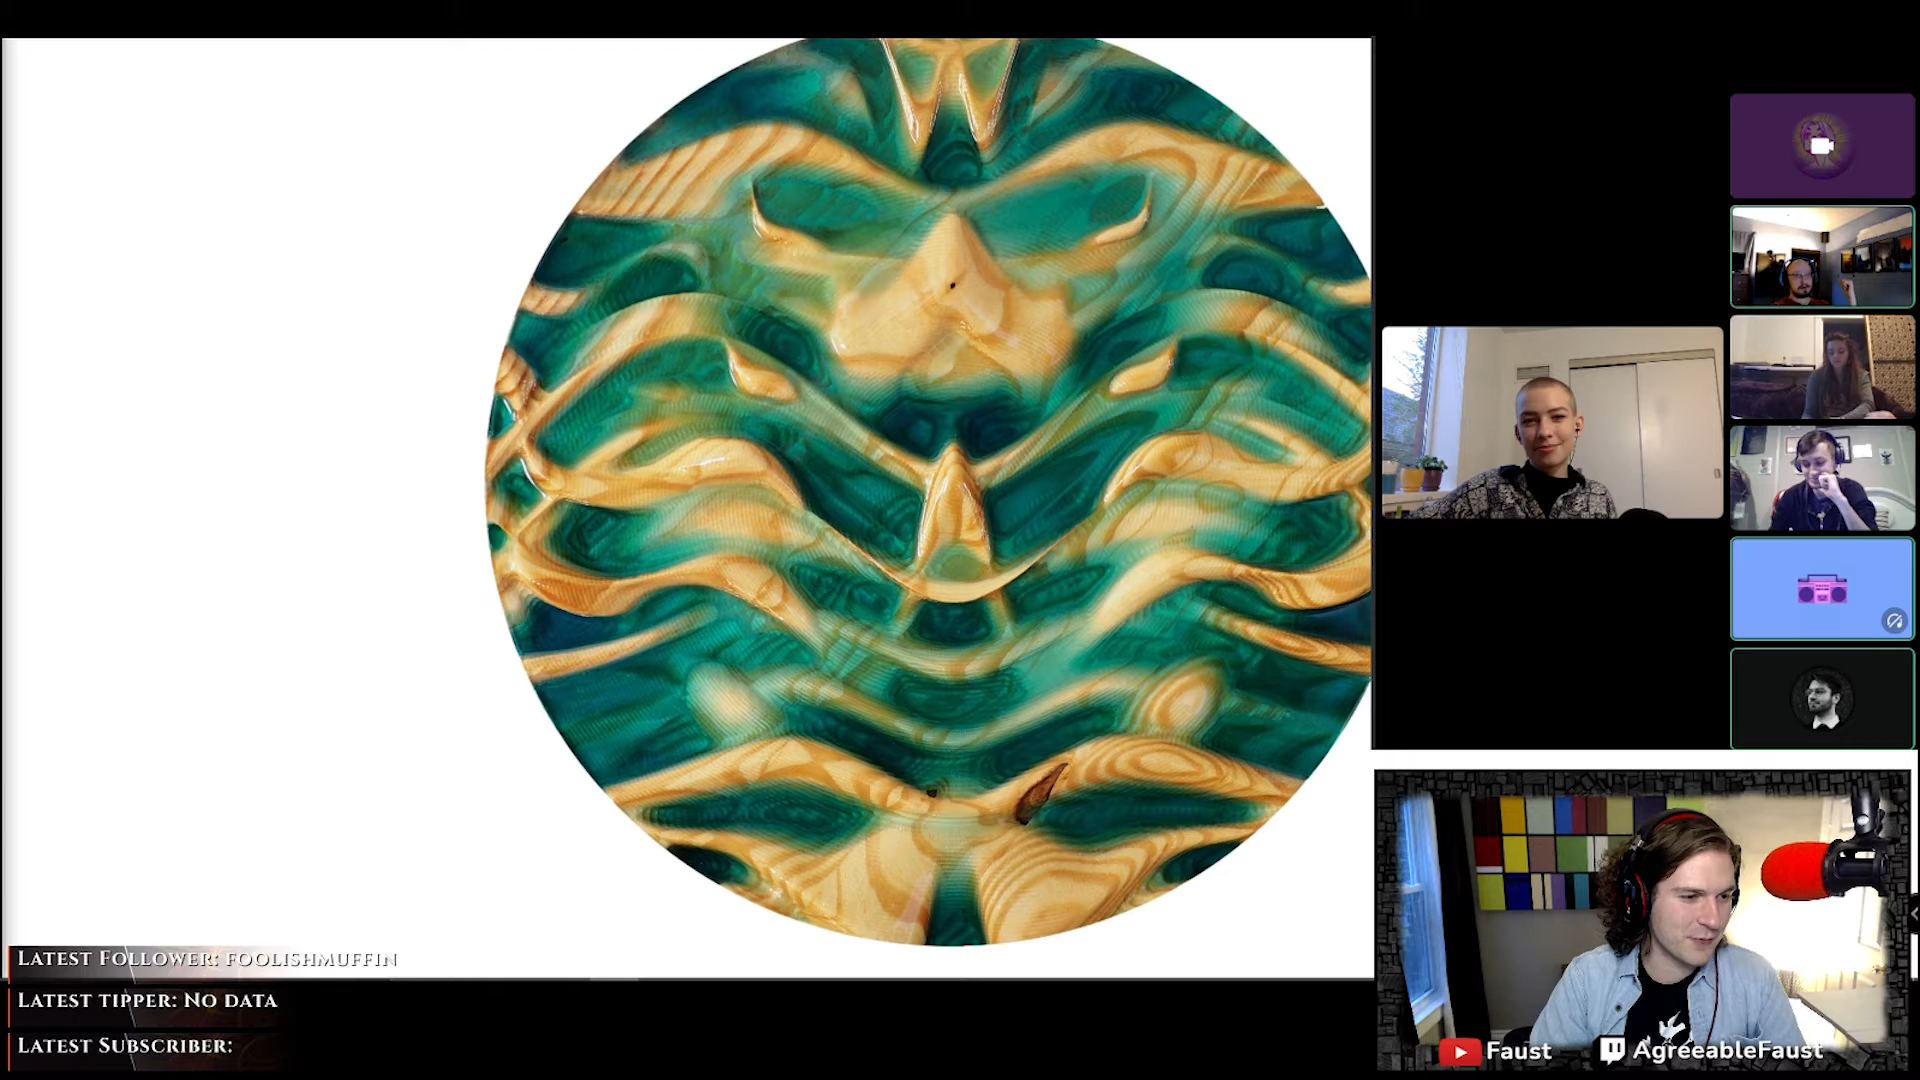 Latest Follower: foolishmuffin
Latest tipper: No data
Latest Subscriber:
Faust
AgreeableFaust